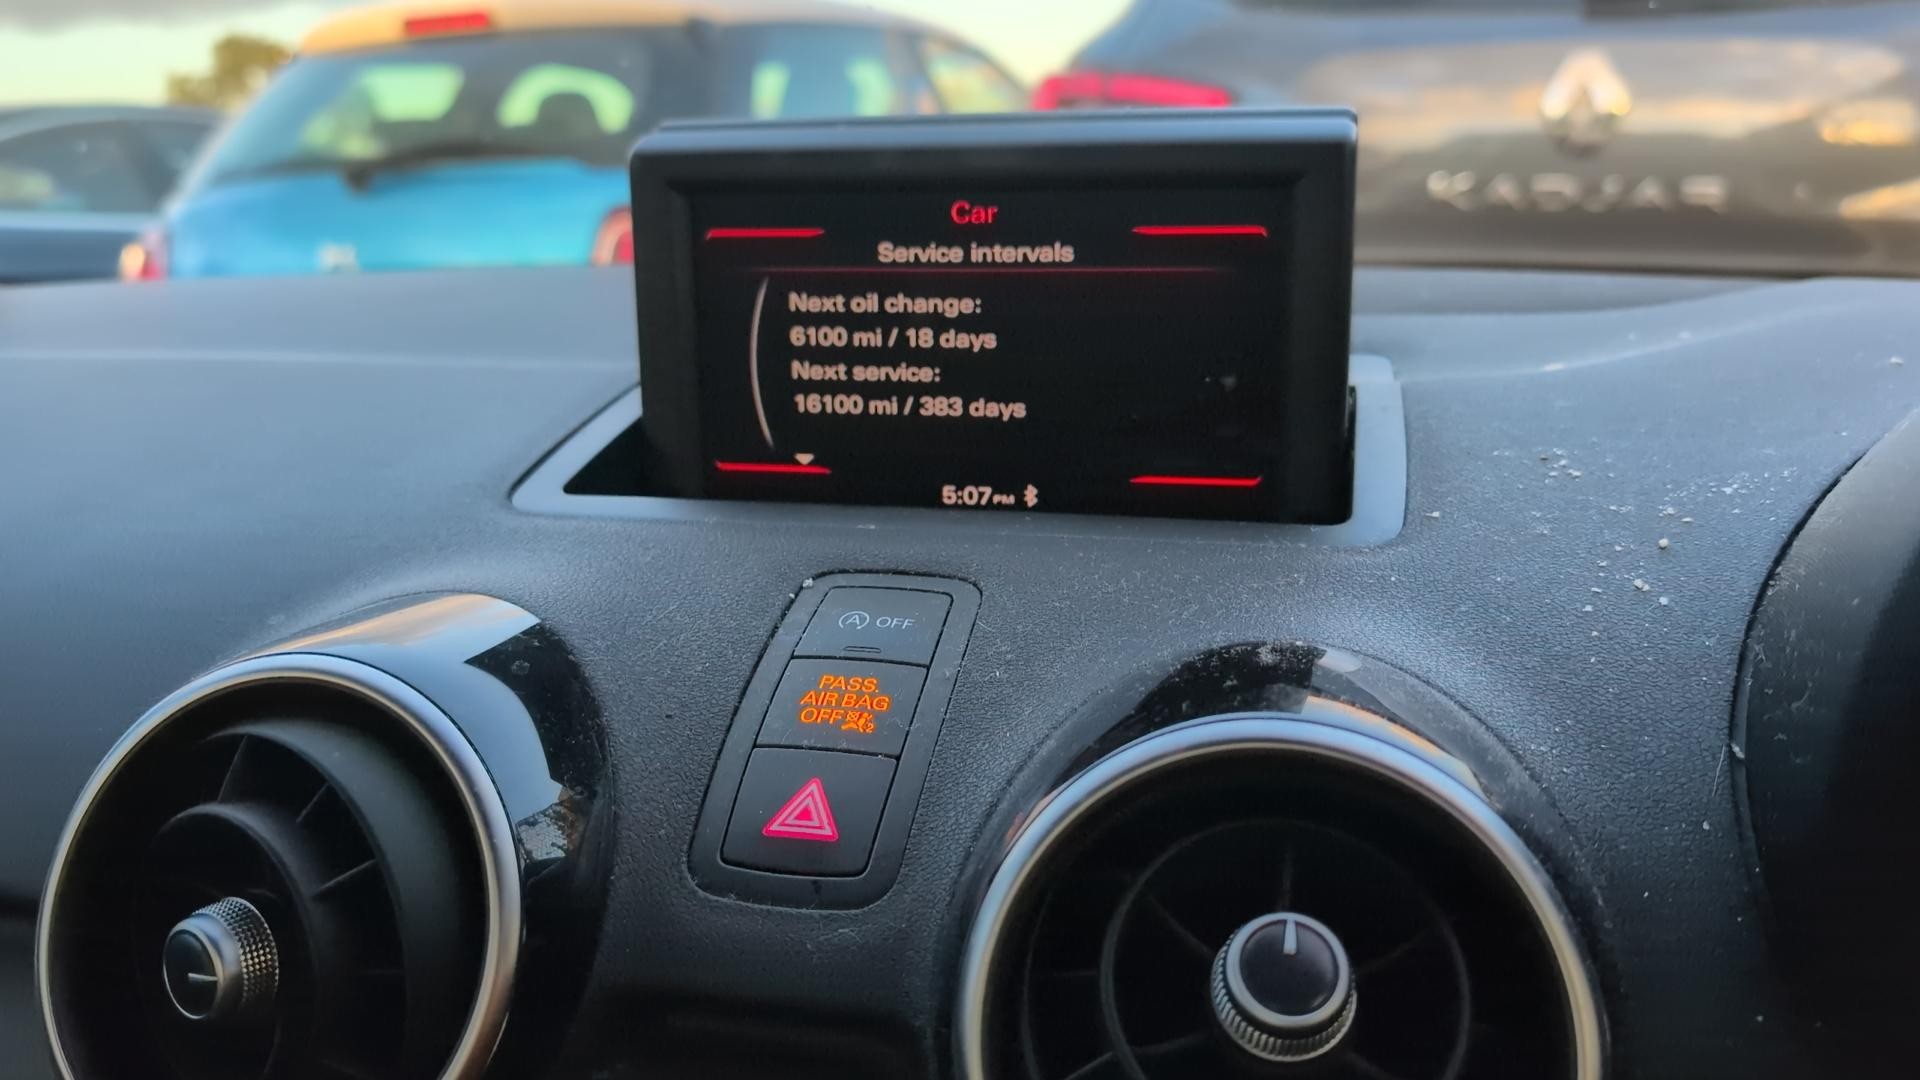 KADJAR
Car
Service intervals
Next oil change:
6100 mi / 18 days
Next service:
16100 mi / 383 days
5:07PM
A OFF
PASS.
AIR BAG
OFF